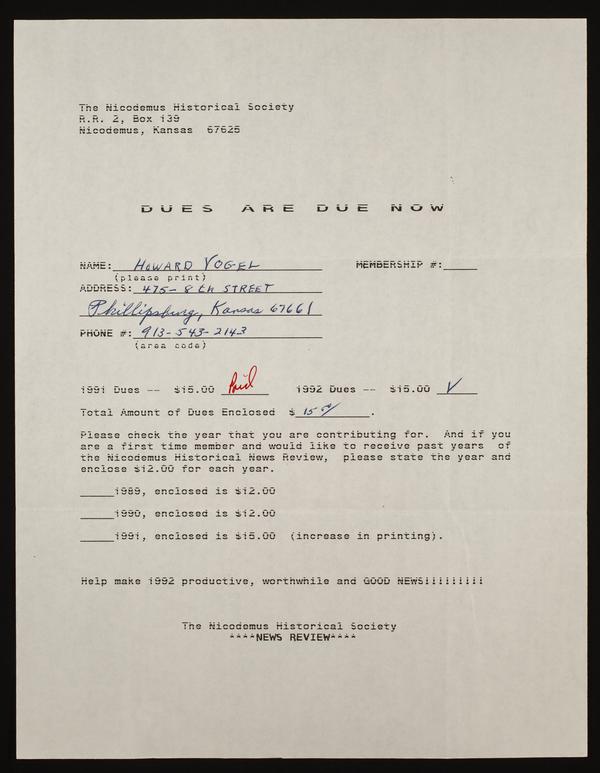 The Nicodemus Historical Society
R.R. 2, Box 139
Nicodemus, Kansas 67625
DUES ARE DUE NOW
NAME: HOWARD VOGEL MEMBERSHIP #:
(please print)
ADDRESS: 475- 8th STREET
Phillipsburg, Kansas 67661
PHONE #: 913-543-2143
(area code)
1991 Dues -- $15.00 Paid 1992 Dues -- $15.00 V
Total Amount of Dues Enclosed $ 15 00/ .
Please check the year that you are contributing for. And if you
are a first time member and would like to receive past years of
the Nicodemus Historical News Review, please state the year and
enclose $12.00 for each year.
_____1989, enclosed is $12.00
_____1990, enclosed is $12.00
_____1991, enclosed is $15.00 (increase in printing).
Help make 1992 productive, worthwhile and GOOD NEWS!!!!!!!!!
The Nicodemus Historical Society
****NEWS REVIEW****